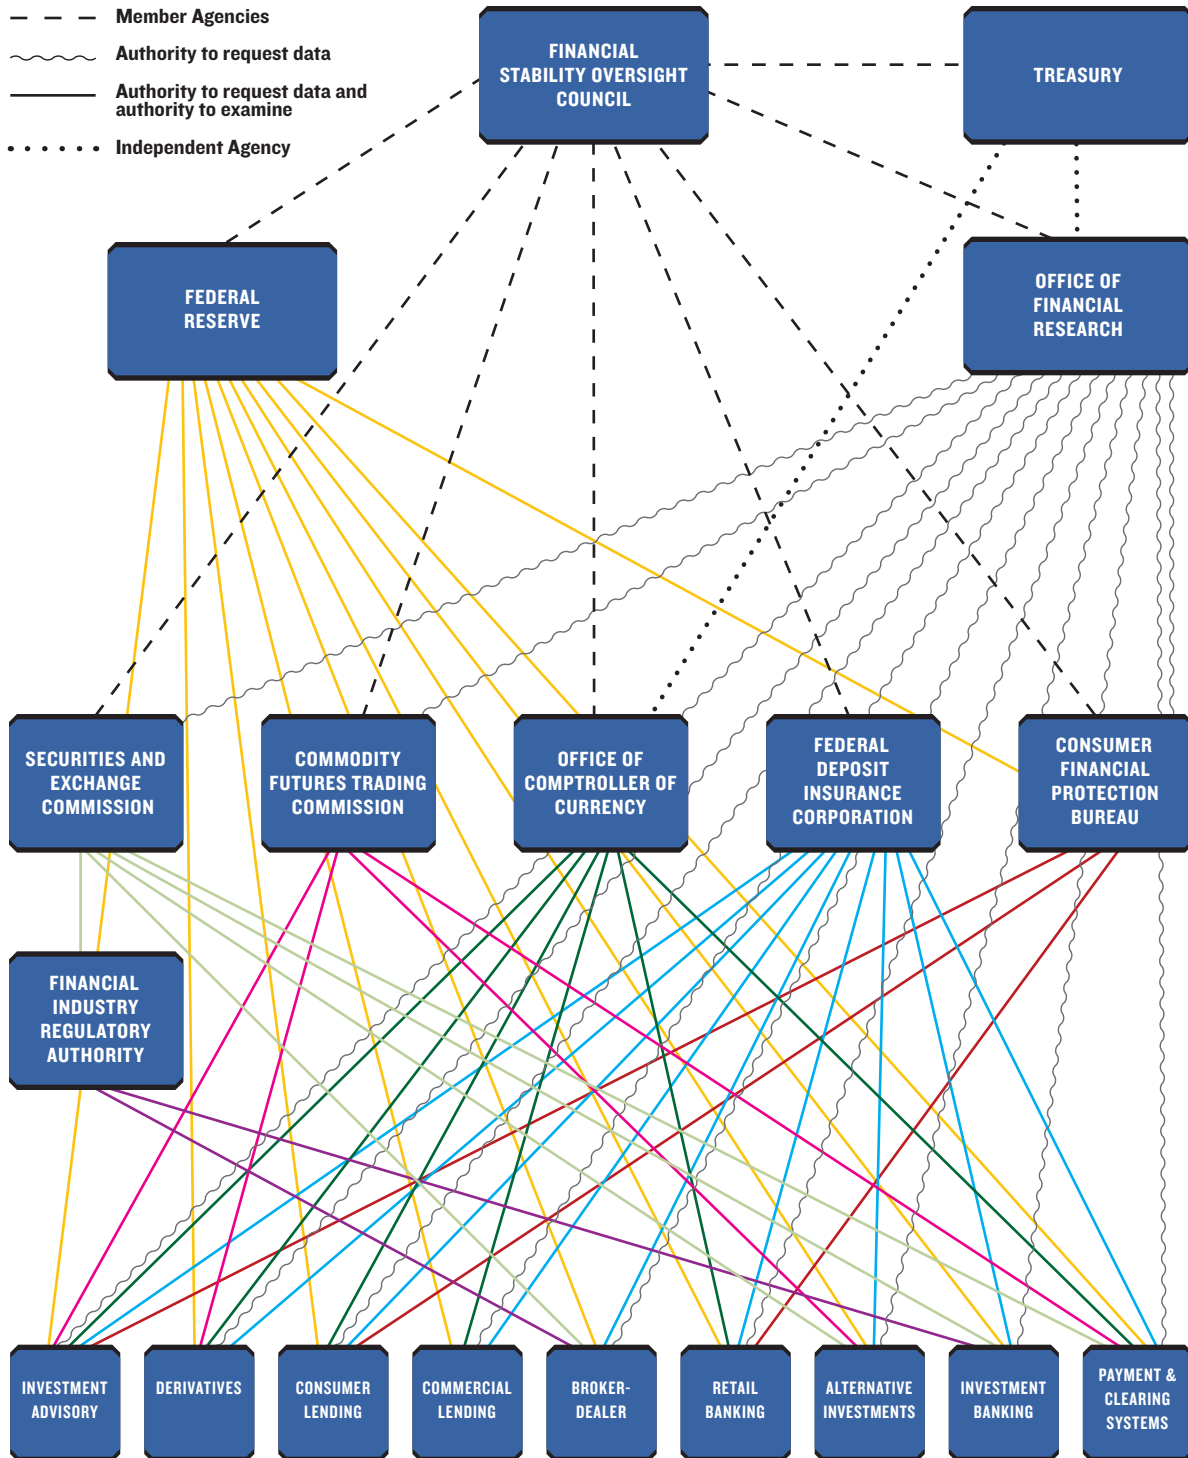 Member Agencies
Authority to request data
Authority to request data and
authority to examine
Independent Agency
FINANCIAL
STABILITY OVERSIGHT
COUNCIL
TREASURY
FEDERAL
RESERVE
OFFICE OF
FINANCIAL
RESEARCH
SECURITIES AND
EXCHANGE
COMMISSION
COMMODITY
FUTURES TRADING
COMMISSION
OFFICE OF
COMPTROLLER OF
CURRENCY
FEDERAL
DEPOSIT
INSURANCE
CORPORATION
CONSUMER
FINANCIAL
PROTECTION
BUREAU
FINANCIAL
INDUSTRY
REGULATORY
AUTHORITY
INVESTMENT
ADVISORY
DERIVATIVES
CONSUMER
LENDING
COMMERCIAL
LENDING
BROKER-
DEALER
RETAIL
BANKING
ALTERNATIVE
INVESTMENTS
INVESTMENT
BANKING
PAYMENT &
CLEARING
SYSTEMS